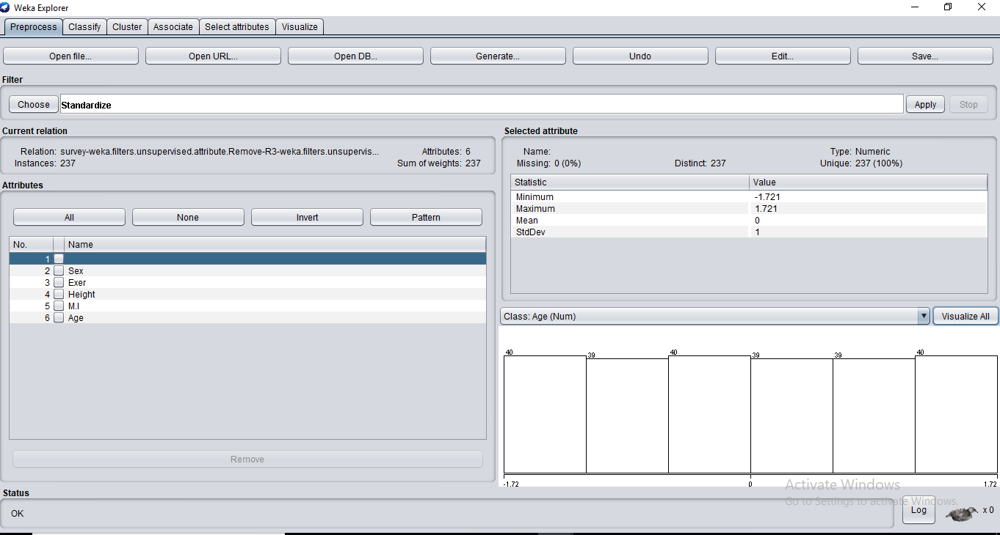 Weka Explorer
Preprocess Classify Cluster Associate Select attributes Visualize
Open file... Open URL... Open DB... Generate... Undo Edit... Save...
Filter
Choose Standardize Apply Stop
Current relation
Relation: survey-weka.filters.unsupervised.attribute.Remove-R3-weka.filters.unsupervis... Attributes: 6
Instances: 237 Sum of weights: 237
Attributes
All None Invert Pattern
No. Name
1
2 Sex
3 Exer
4 Height
5 M.I
6 Age
Remove
Selected attribute
Name: Type: Numeric
Missing: 0 (0%) Distinct: 237 Unique: 237 (100%)
Statistic Value
Minimum -1.721
Maximum 1.721
Mean 0
StdDev 1
Class: Age (Num) Visualize All
40 39 40 39 39 40
-1.72 0 1.72
Activate Windows
Go to Settings to activate Windows.
Status
OK Log x 0